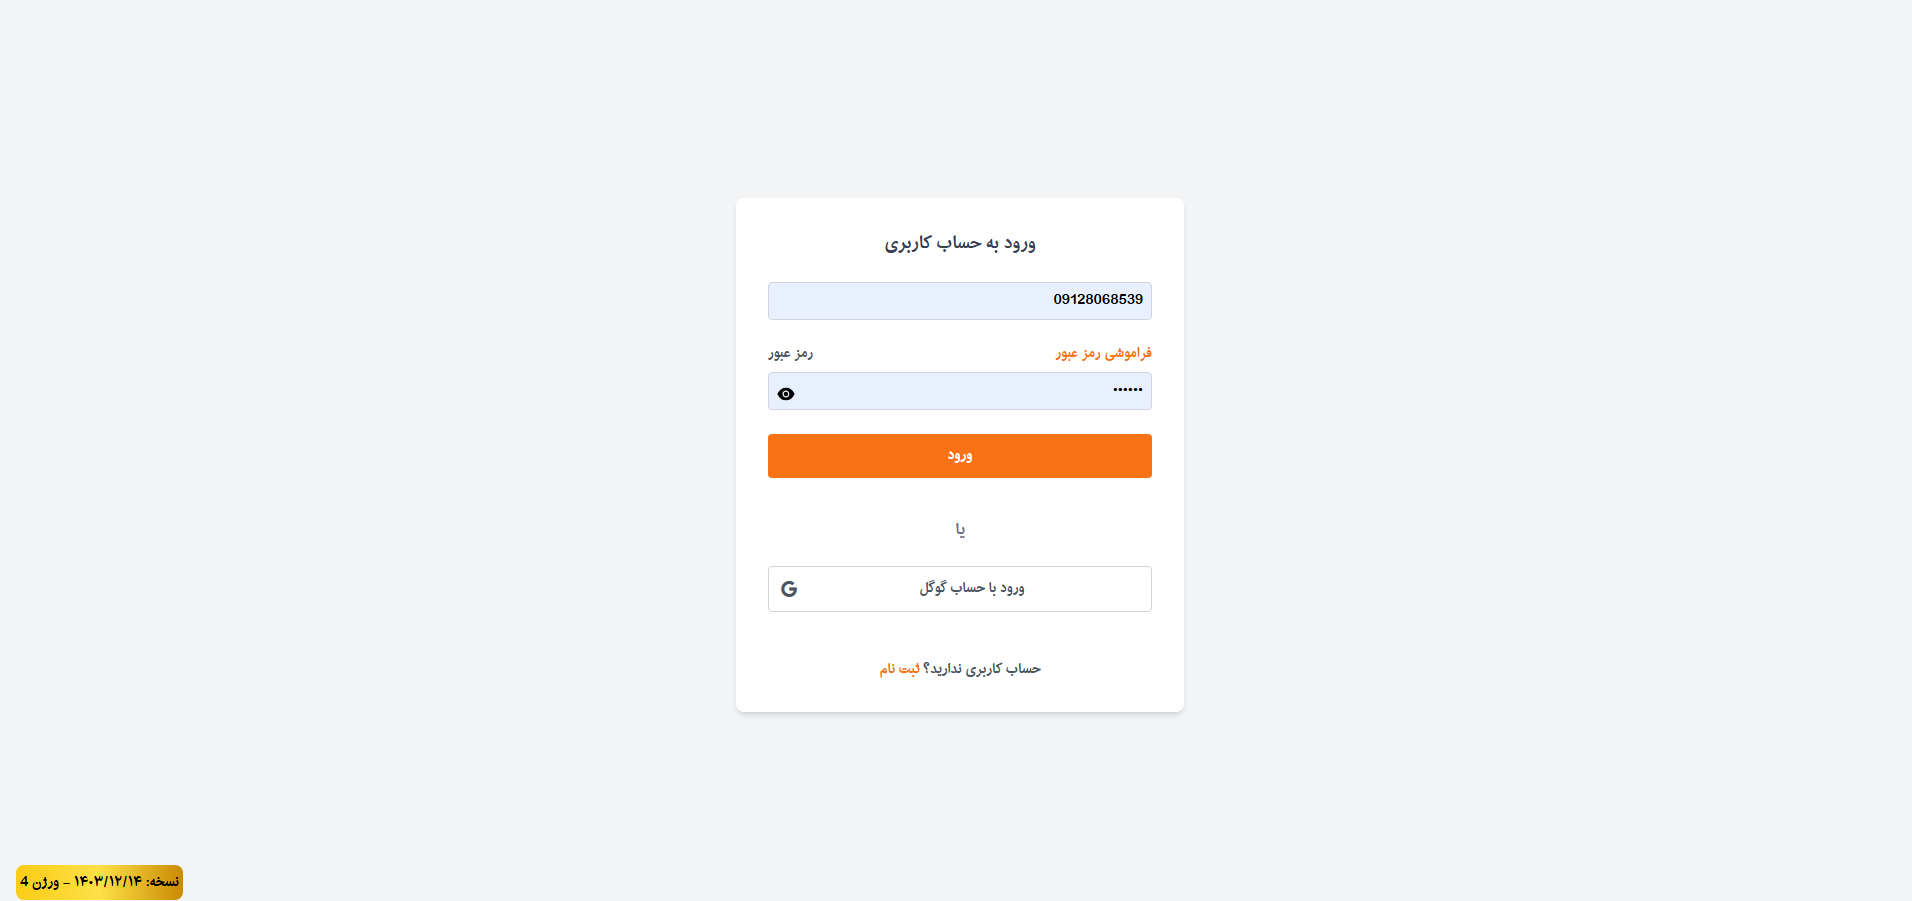 ورود به حساب کاربری
09128068539
فراموشی رمز عبور
رمز عبور
••••••
ورود
یا
ورود با حساب گوگل
حساب کاربری ندارید؟ ثبت نام
نسخه: ۱۴۰۳/۱۲/۱۴ – ورژن 4